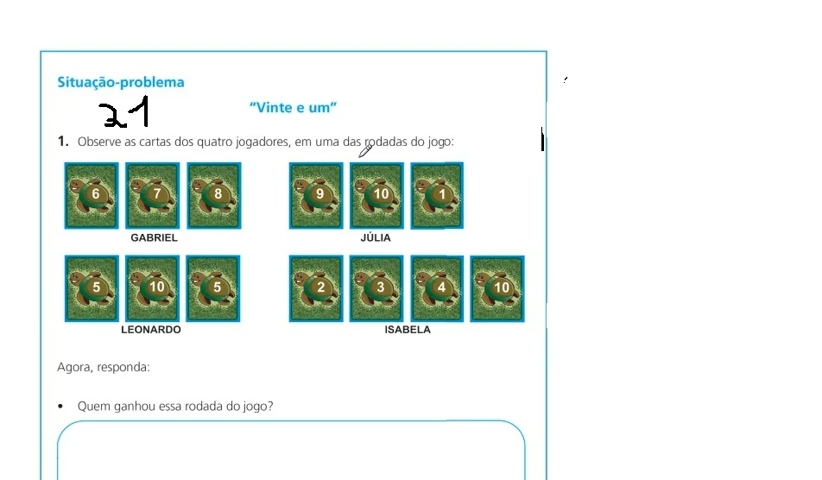 Situação-problema
21
“Vinte e um”
1. Observe as cartas dos quatro jogadores, em uma das rodadas do jogo:
6 7 8
GABRIEL
9 10 1
JÚLIA
5 10 5
LEONARDO
2 3 4 10
ISABELA
Agora, responda:
• Quem ganhou essa rodada do jogo?